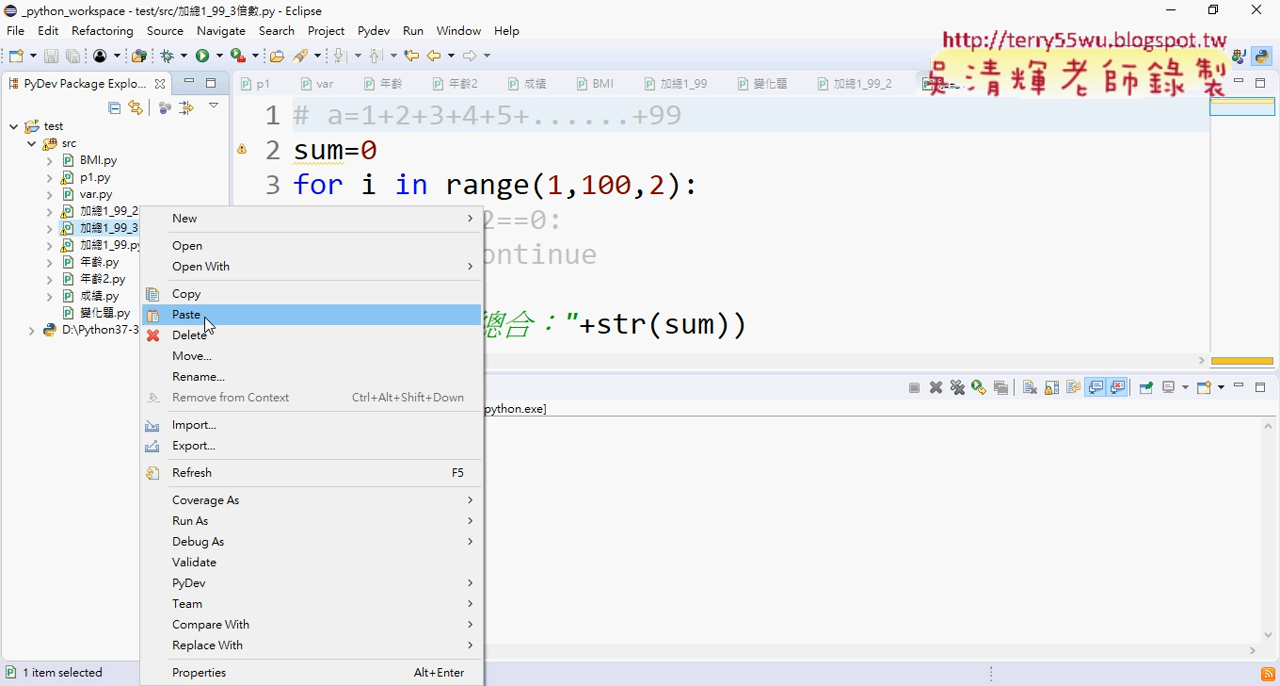 _python_workspace - test/src/加總1_99_3倍數.py - Eclipse
File Edit Refactoring Source Navigate Search Project Pydev Run Window Help
http://terry55wu.blogspot.tw
吳清輝老師錄製
PyDev Package Explo...
p1 var 年齡 年齡2 成績 BMI 加總1_99 變化題 加總1_99_2
test
src
BMI.py
p1.py
var.py
加總1_99_2
加總1_99_3
加總1_99.py
年齡.py
年齡2.py
成績.py
變化題.py
D:\Python37-3
1 # a=1+2+3+4+5+......+99
2 sum=0
3 for i in range(1,100,2):
2==0:
ontinue
總合："+str(sum))
New
Open
Open With
Copy
Paste
Delete
Move...
Rename...
Remove from Context Ctrl+Alt+Shift+Down
Import...
Export...
Refresh F5
Coverage As
Run As
Debug As
Validate
PyDev
Team
Compare With
Replace With
Properties Alt+Enter
python.exe]
1 item selected